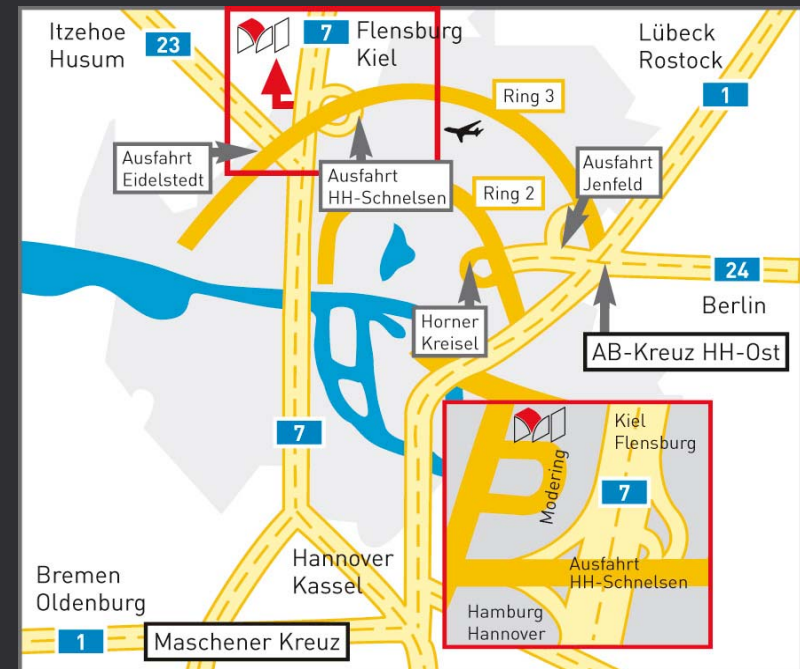 Itzehoe
Husum
23
7
Flensburg
Kiel
Lübeck
Rostock
1
Ring 3
Ausfahrt
Eidelstedt
Ausfahrt
HH-Schnelsen
Ring 2
Ausfahrt
Jenfeld
24
Berlin
Horner
Kreisel
AB-Kreuz HH-Ost
7
Kiel
Flensburg
7
Modering
Ausfahrt
HH-Schnelsen
Hamburg
Hannover
Hannover
Kassel
Bremen
Oldenburg
1
Maschener Kreuz